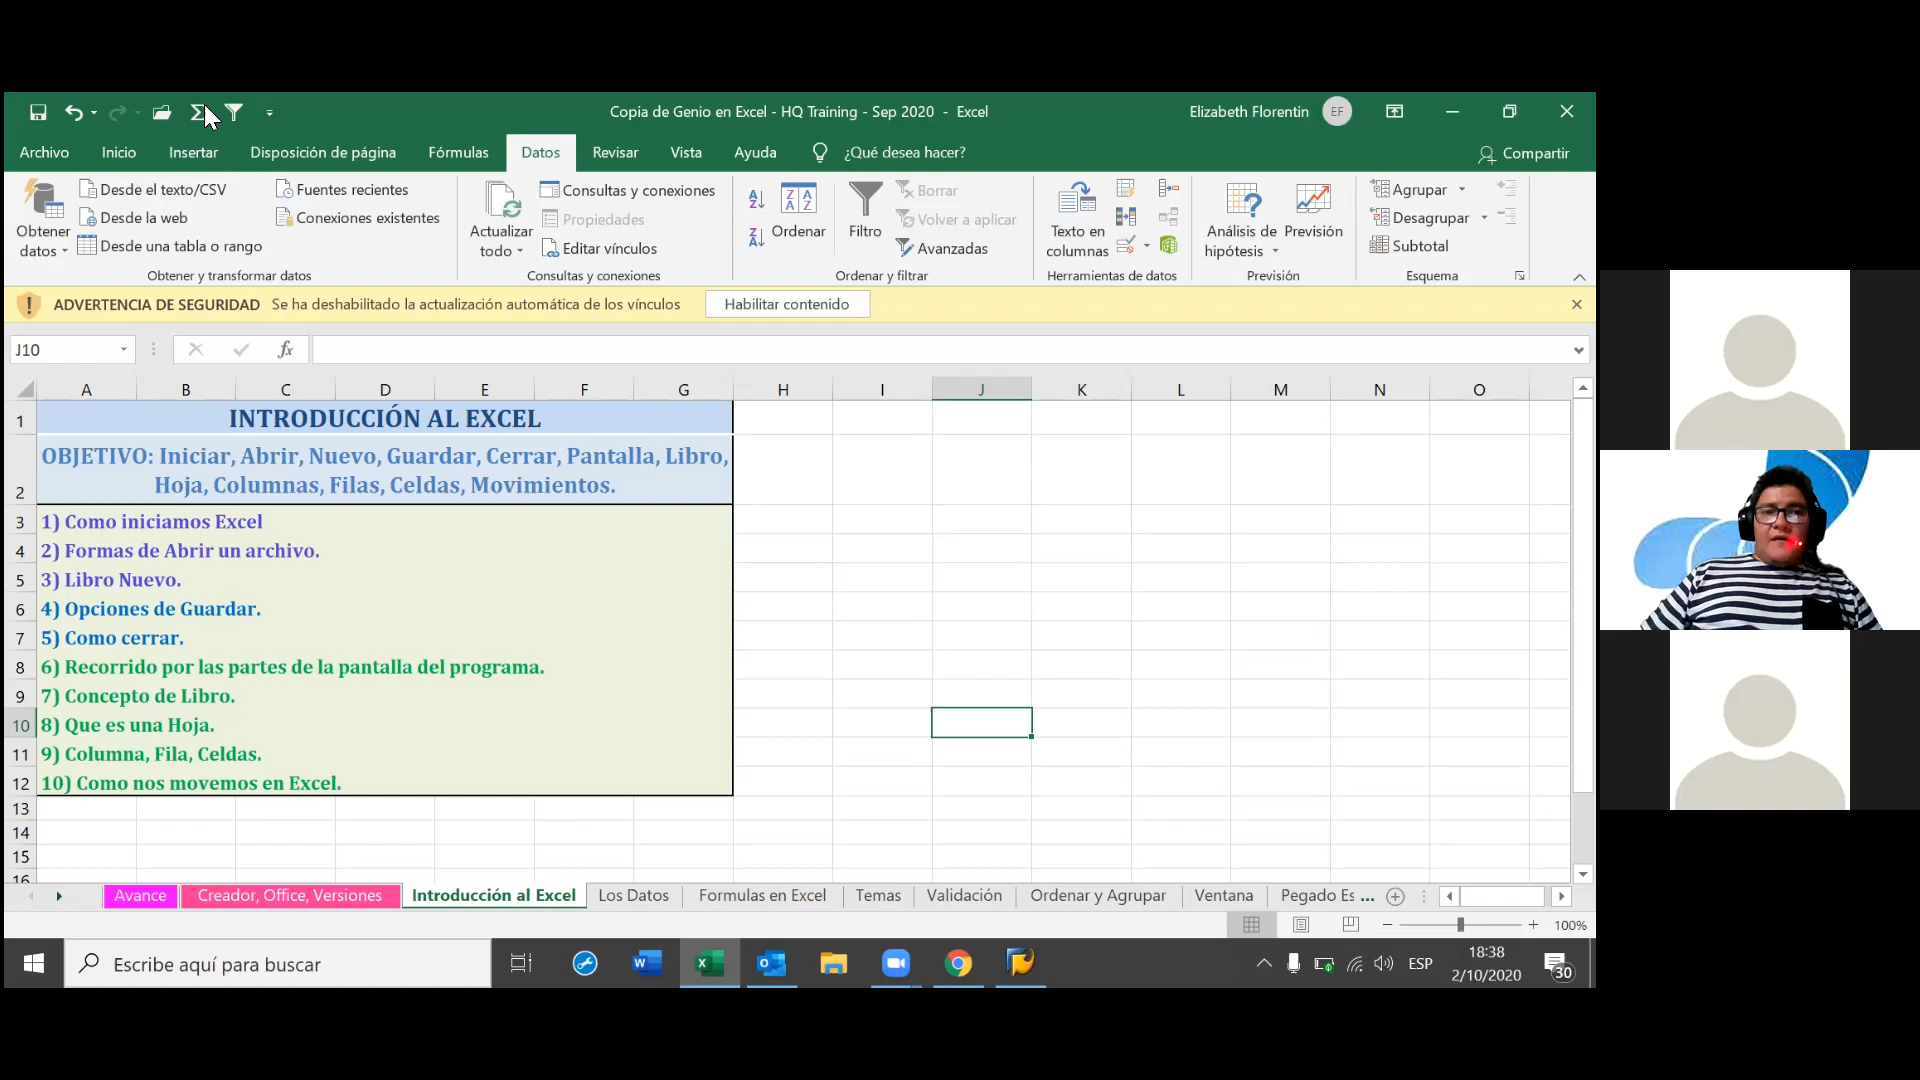 Copia de Genio en Excel - HQ Training - Sep 2020 - Excel
Elizabeth Florentin EF
Archivo Inicio Insertar Disposición de página Fórmulas Datos Revisar Vista Ayuda ¿Qué desea hacer? Compartir
Obtener datos
Desde el texto/CSV
Desde la web
Desde una tabla o rango
Fuentes recientes
Conexiones existentes
Obtener y transformar datos
Actualizar todo
Consultas y conexiones
Propiedades
Editar vínculos
Consultas y conexiones
Ordenar
Filtro
Borrar
Volver a aplicar
Avanzadas
Ordenar y filtrar
Texto en columnas
Herramientas de datos
Análisis de hipótesis
Previsión
Previsión
Agrupar
Desagrupar
Subtotal
Esquema
ADVERTENCIA DE SEGURIDAD Se ha deshabilitado la actualización automática de los vínculos Habilitar contenido
J10 fx
A B C D E F G H I J K L M N O
1 INTRODUCCIÓN AL EXCEL
OBJETIVO: Iniciar, Abrir, Nuevo, Guardar, Cerrar, Pantalla, Libro,
2 Hoja, Columnas, Filas, Celdas, Movimientos.
3 1) Como iniciamos Excel
4 2) Formas de Abrir un archivo.
5 3) Libro Nuevo.
6 4) Opciones de Guardar.
7 5) Como cerrar.
8 6) Recorrido por las partes de la pantalla del programa.
9 7) Concepto de Libro.
10 8) Que es una Hoja.
11 9) Columna, Fila, Celdas.
12 10) Como nos movemos en Excel.
13
14
15
16
Avance Creador, Office, Versiones Introducción al Excel Los Datos Formulas en Excel Temas Validación Ordenar y Agrupar Ventana Pegado Es ...
100%
Escribe aquí para buscar
ESP
18:38
2/10/2020
30